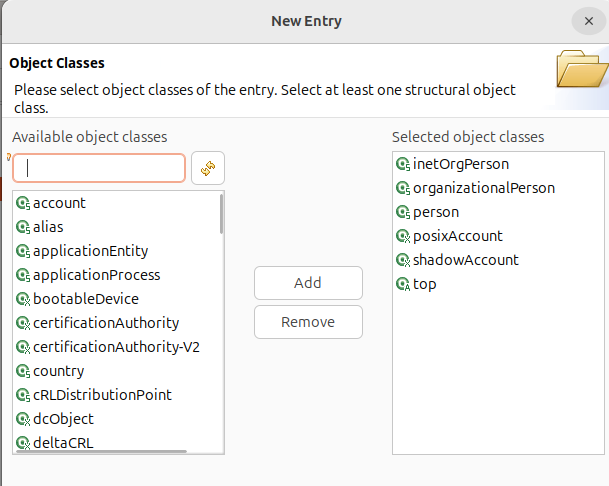 New Entry
Object Classes
Please select object classes of the entry. Select at least one structural object
class.
Available object classes
account
alias
applicationEntity
applicationProcess
bootableDevice
certificationAuthority
certificationAuthority-V2
country
cRLDistributionPoint
dcObject
deltaCRL
Add
Remove
Selected object classes
inetOrgPerson
organizationalPerson
person
posixAccount
shadowAccount
top